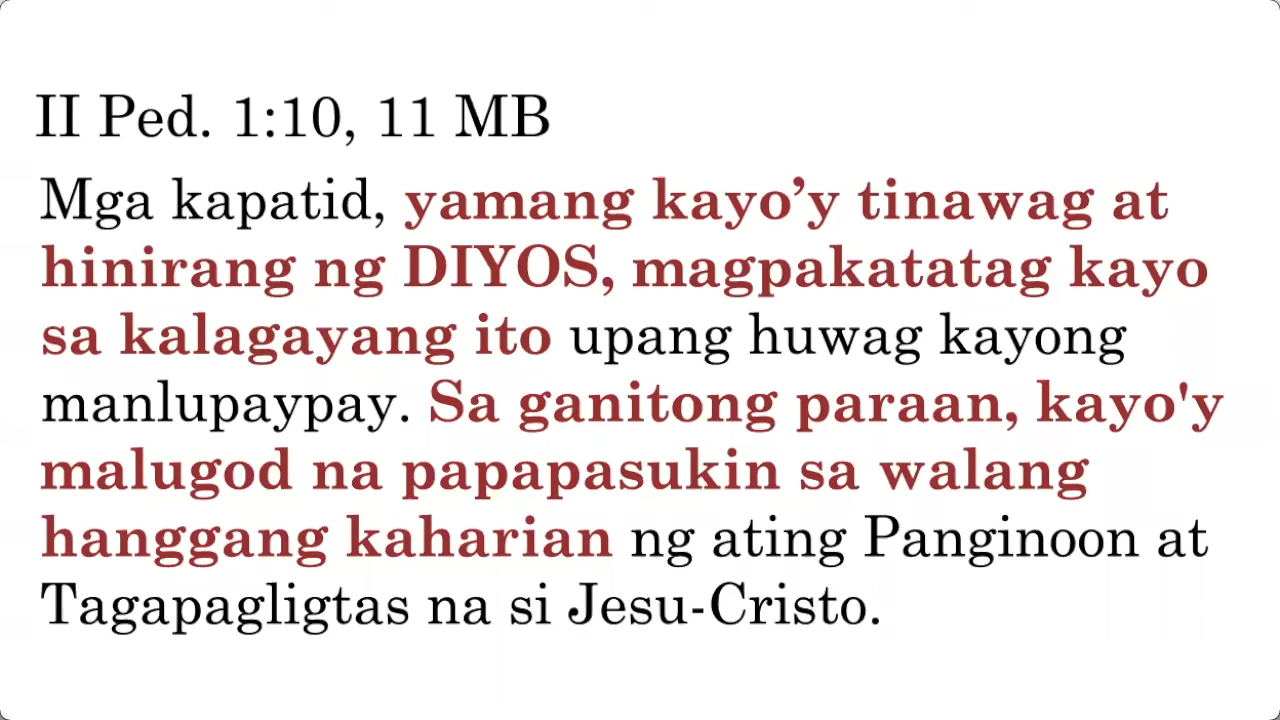 II Ped. 1:10, 11 MB
Mga kapatid, yamang kayo’y tinawag at
hinirang ng DIYOS, magpakatatag kayo
sa kalagayang ito upang huwag kayong
manlupaypay. Sa ganitong paraan, kayo'y
malugod na papapasukin sa walang
hanggang kaharian ng ating Panginoon at
Tagapagligtas na si Jesu-Cristo.